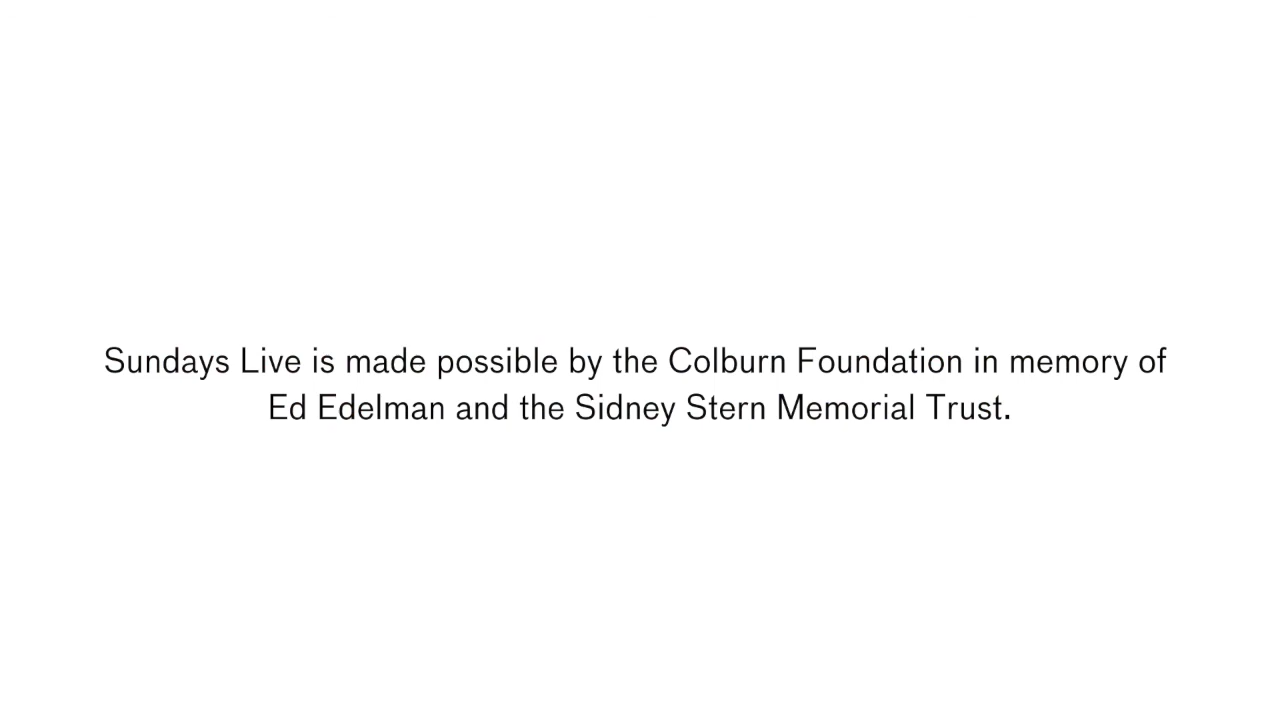 Sundays Live is made possible by the Colburn Foundation in memory of
Ed Edelman and the Sidney Stern Memorial Trust.